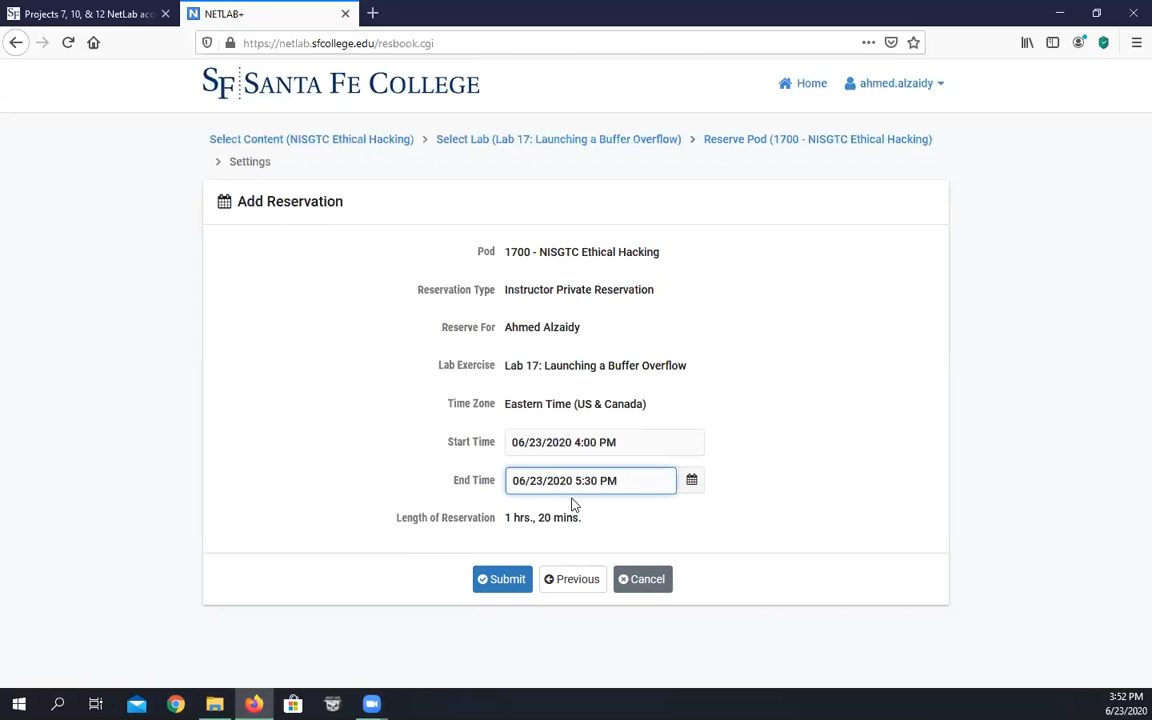 Projects 7, 10, & 12 NetLab acc
NETLAB+
https://netlab.sfcollege.edu/resbook.cgi
SF SANTA FE COLLEGE
Home
ahmed.alzaidy
Select Content (NISGTC Ethical Hacking) > Select Lab (Lab 17: Launching a Buffer Overflow) > Reserve Pod (1700 - NISGTC Ethical Hacking)
> Settings
Add Reservation
Pod 1700 - NISGTC Ethical Hacking
Reservation Type Instructor Private Reservation
Reserve For Ahmed Alzaidy
Lab Exercise Lab 17: Launching a Buffer Overflow
Time Zone Eastern Time (US & Canada)
Start Time 06/23/2020 4:00 PM
End Time 06/23/2020 5:30 PM
Length of Reservation 1 hrs., 20 mins.
Submit Previous Cancel
3:52 PM
6/23/2020